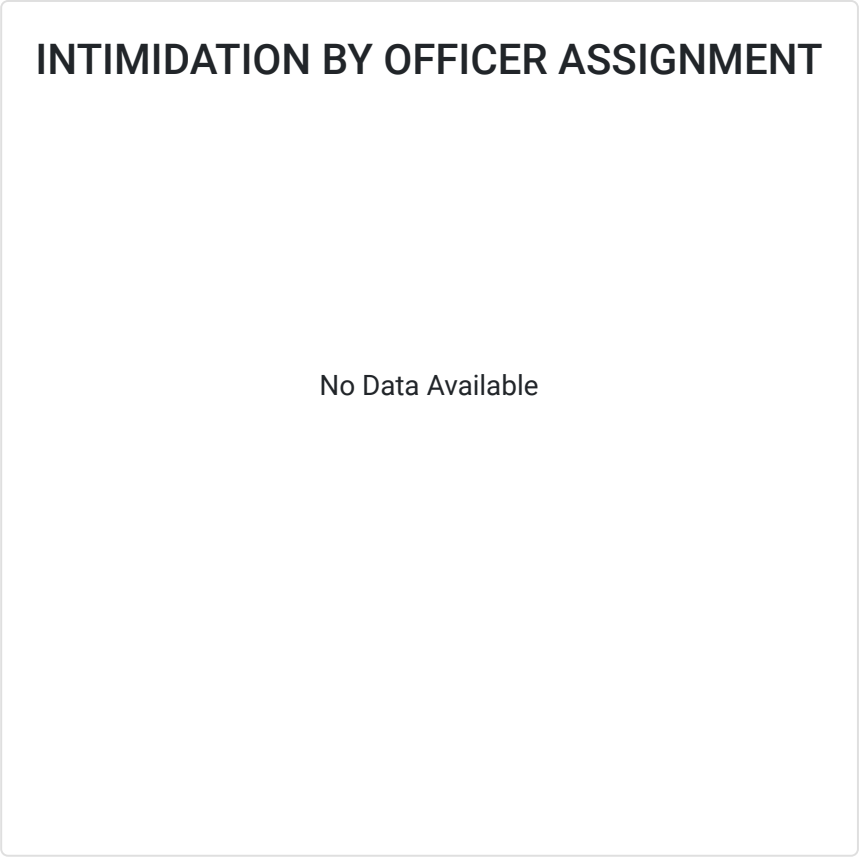 INTIMIDATION BY OFFICER ASSIGNMENT
No Data Available